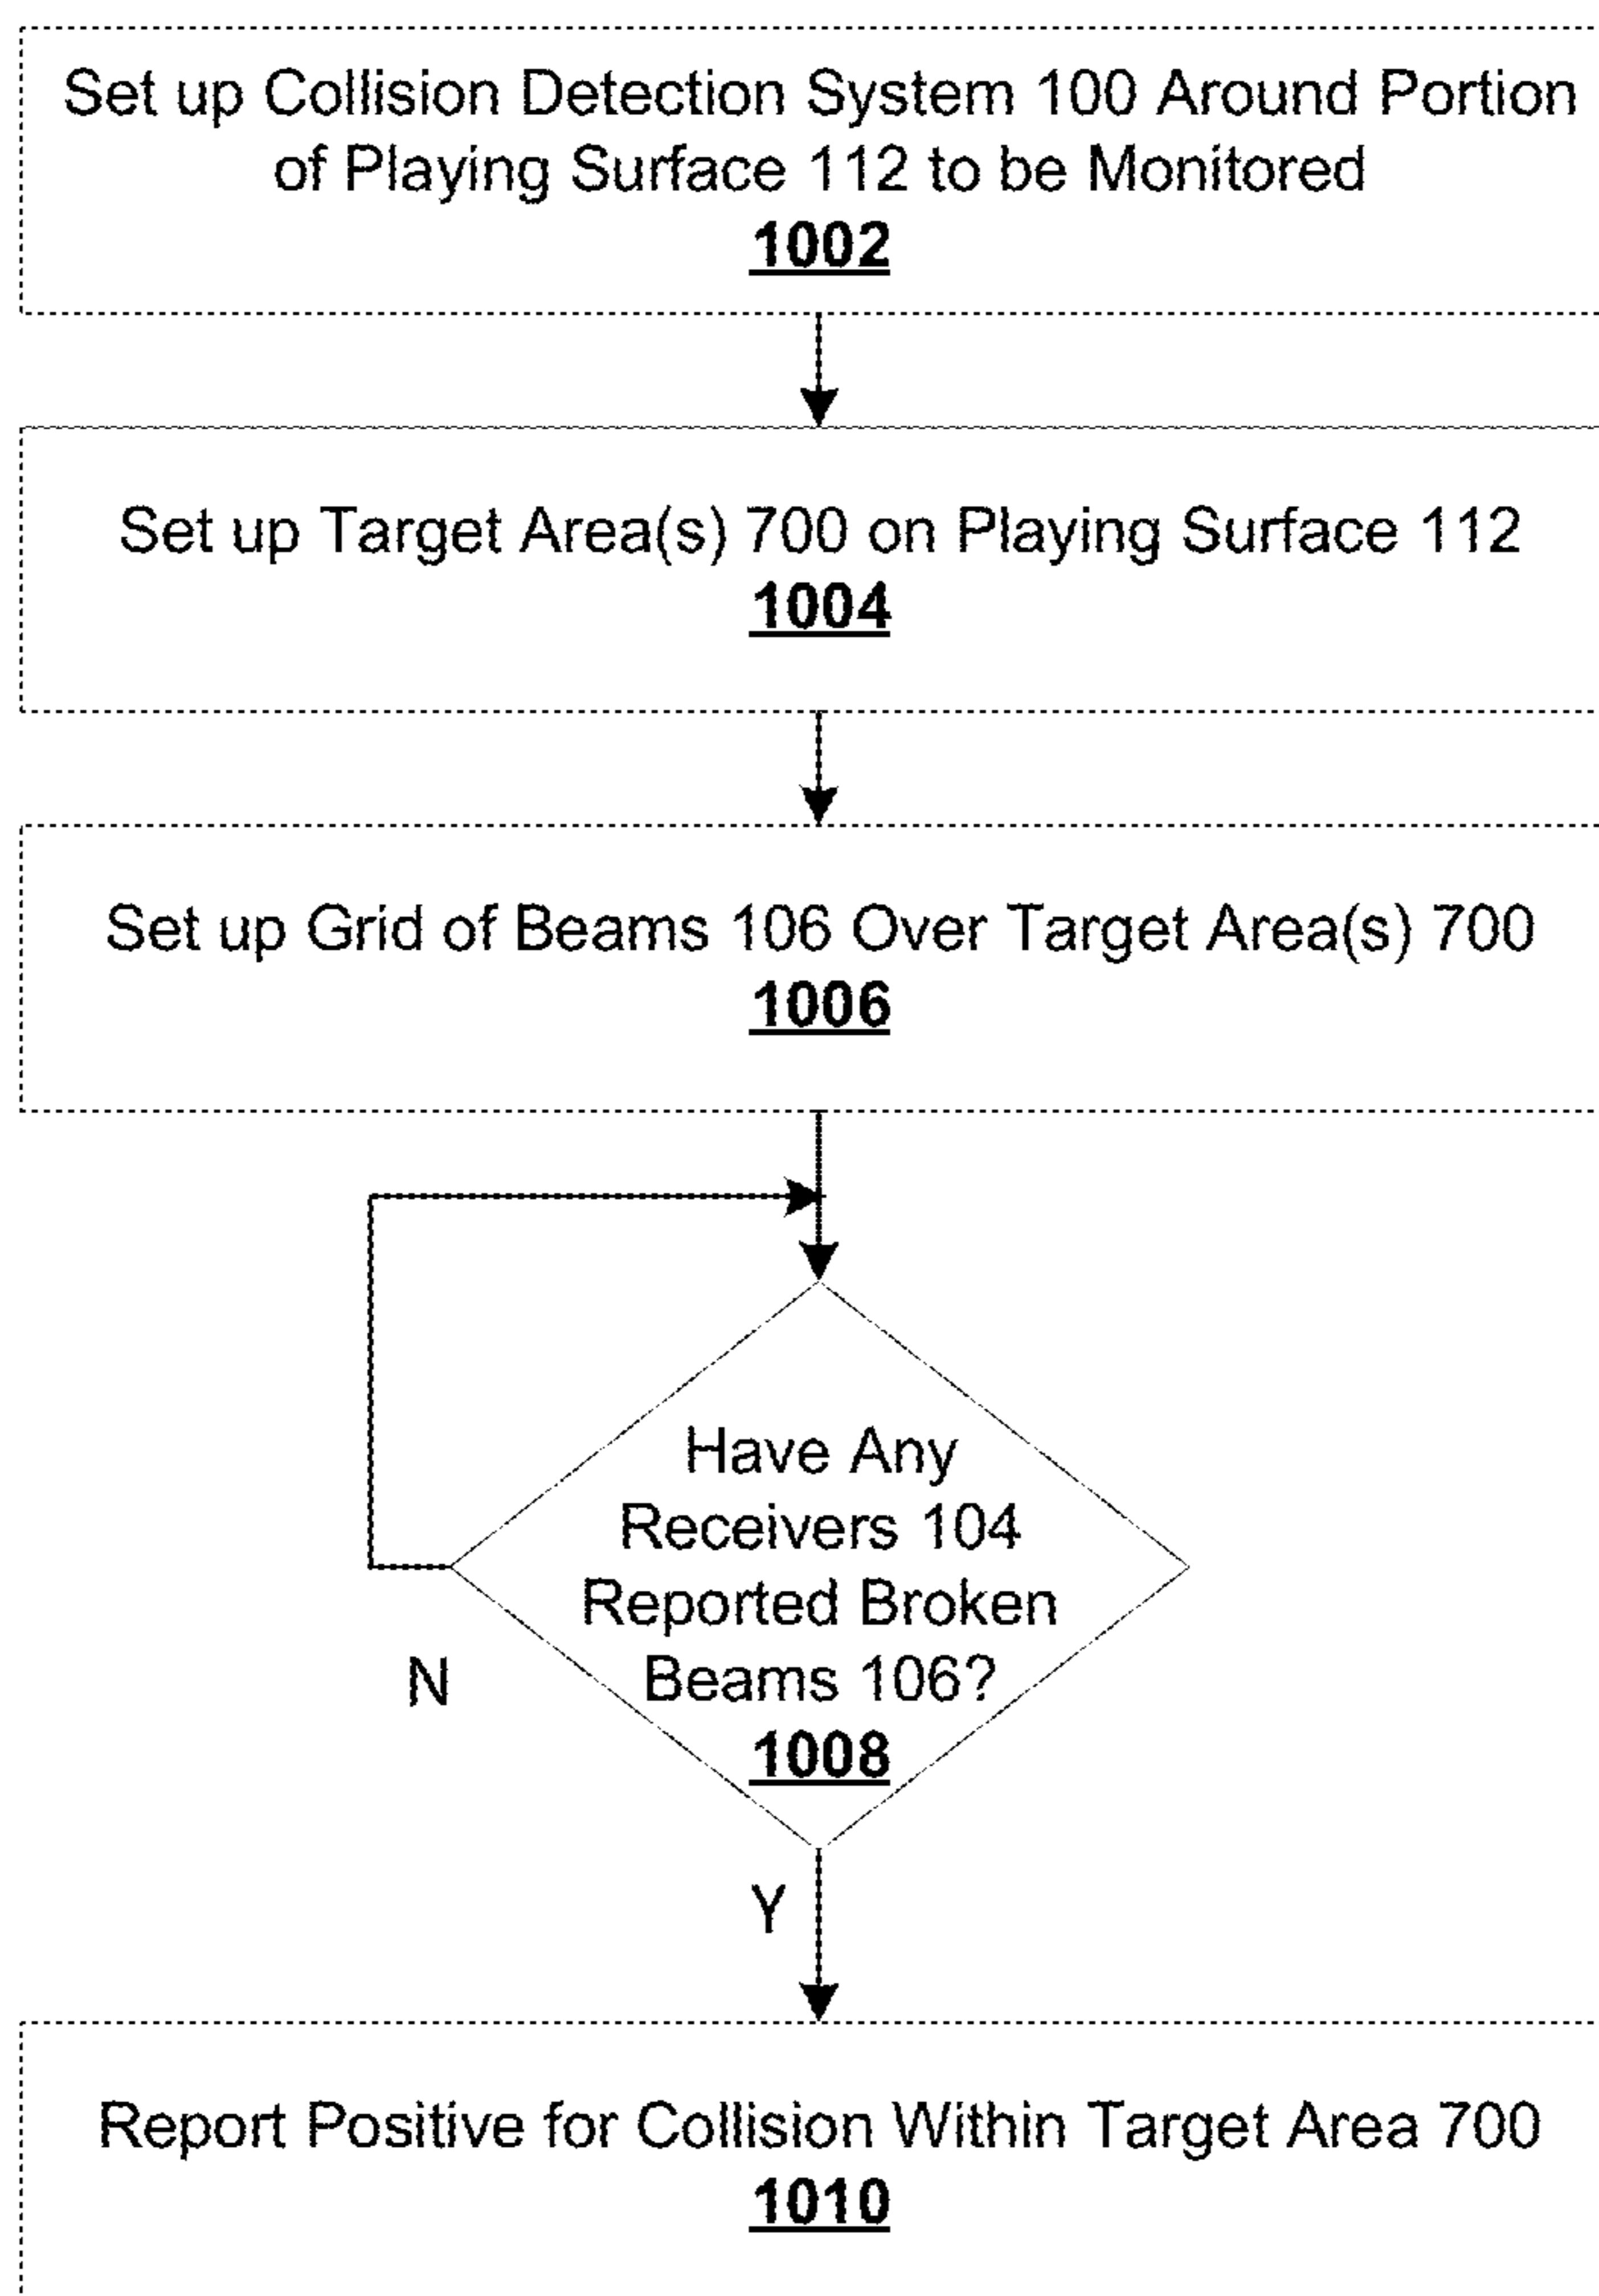 Set up Collision Detection System 100 Around Portion
of Playing Surface 112 to be Monitored
1002
Set up Target Area(s) 700 on Playing Surface 112
1004
Set up Grid of Beams 106 Over Target Area(s) 700
1006
Have Any
Receivers 104
Reported Broken
Beams 106?
1008
N
Y
Report Positive for Collision Within Target Area 700
1010